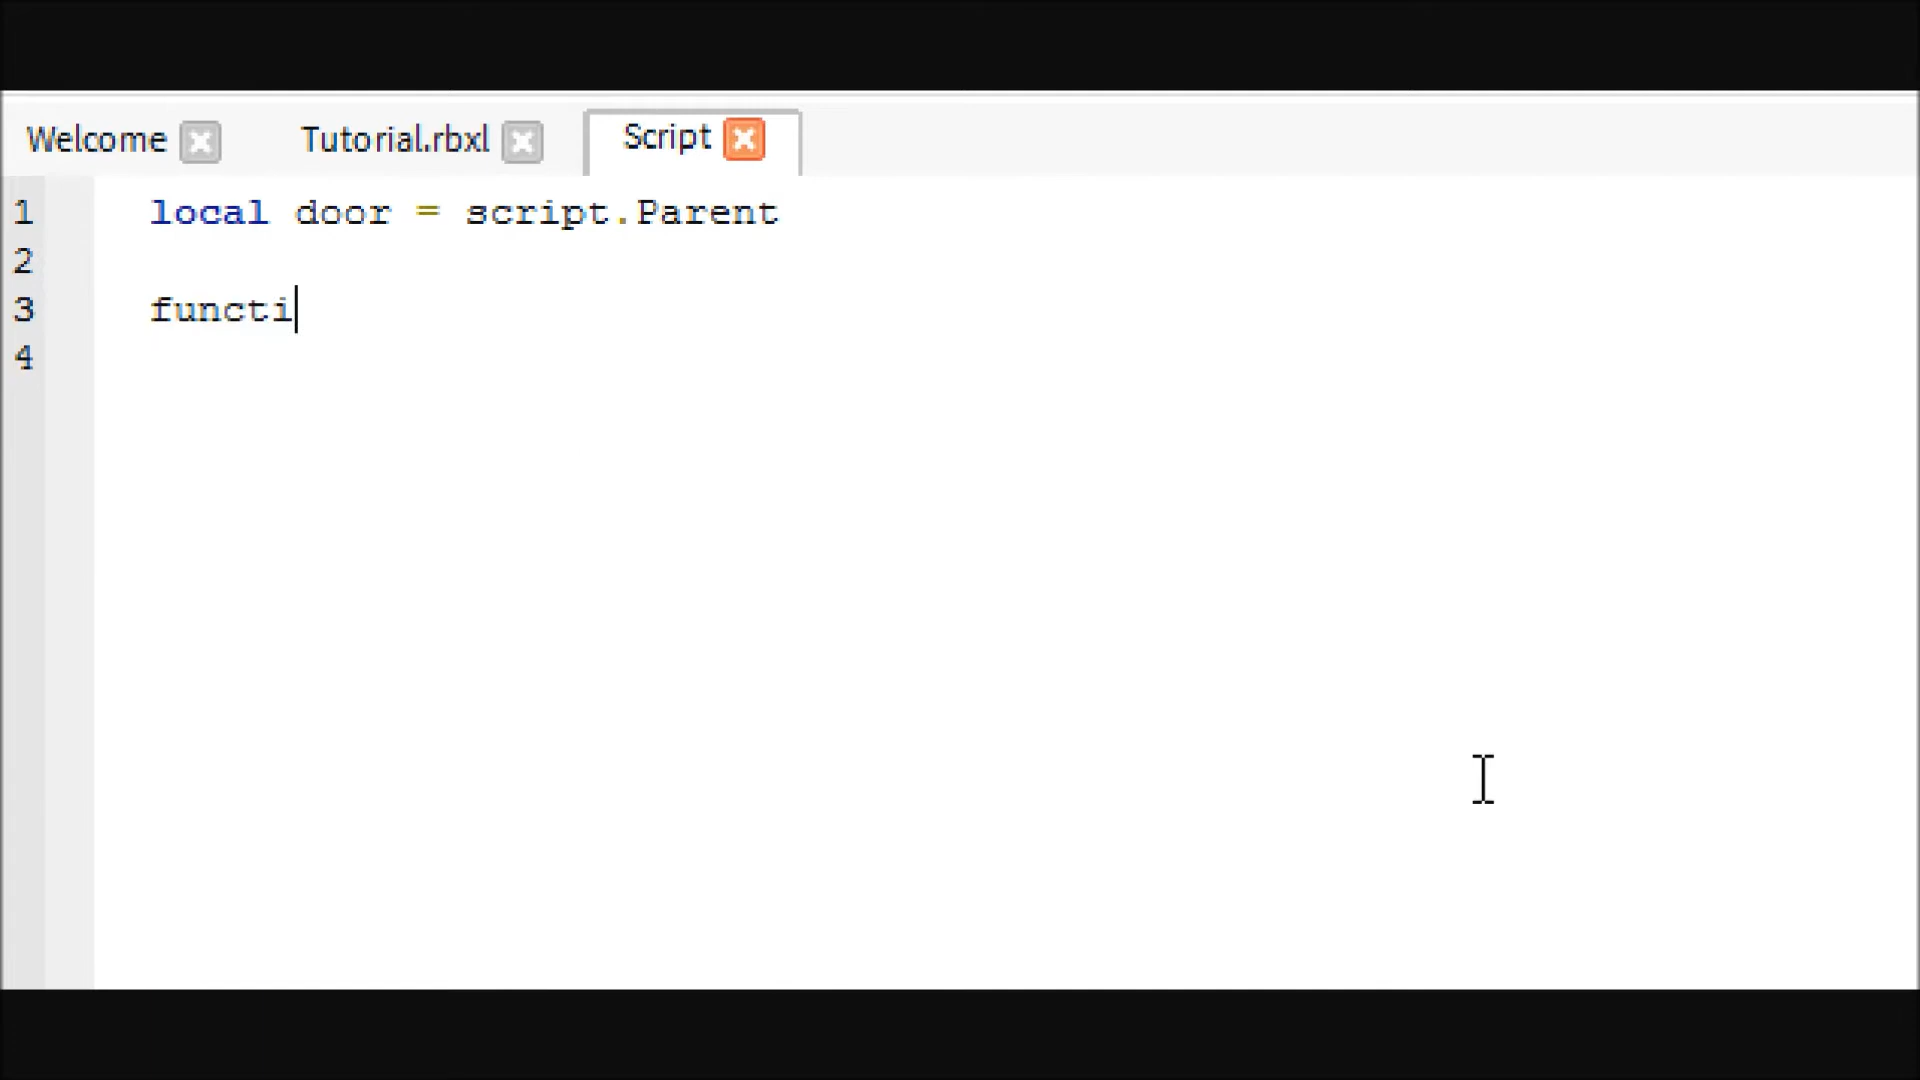 Welcome Tutorial.rbxl Script
1 local door = script.Parent
2
3 functi
4